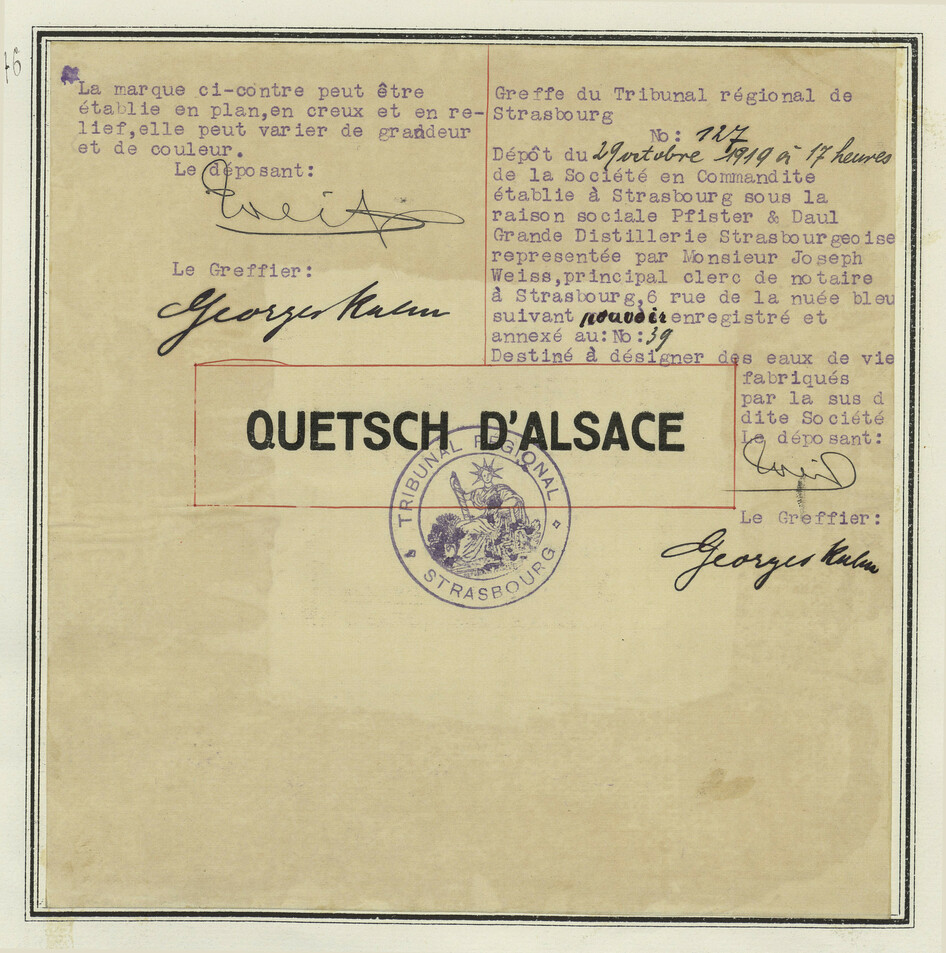 76
La marque ci-contre peut être
établie en plan,en creux et en re-
lief,elle peut varier de grandeur
et de couleur.
Le déposant:
Le Greffier:
Georges Kuhn
Greffe du Tribunal régional de
Strasbourg
No: 127
Dépôt du 29 octobre 1919 à 17 heures
de la Société en Commandite
établie à Strasbourg sous la
raison sociale Pfister & Daul
Grande Distillerie Strasbourgeoise
representée par Monsieur Joseph
Weiss,principal clerc de notaire
à Strasbourg,6 rue de la nuée bleu
suivant pouvoir enregistré et
annexé au: No: 39
Destiné à désigner des eaux de vie
fabriqués
par la sus d
dite Société
Le déposant:
Le Greffier:
Georges Kuhn
QUETSCH D'ALSACE
TRIBUNAL REGIONAL
STRASBOURG